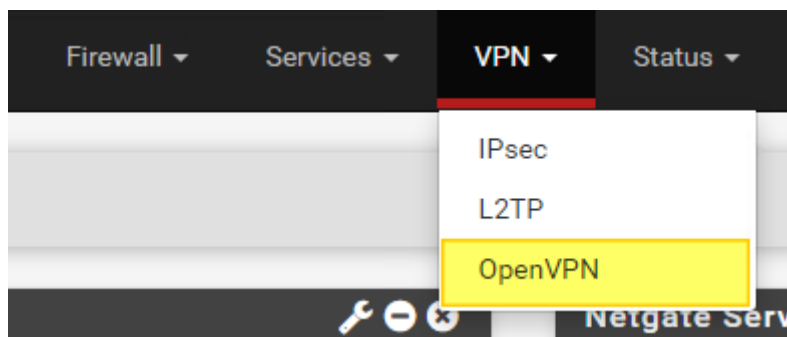 Firewall Services VPN Status
IPsec
L2TP
OpenVPN
Netgate Serv